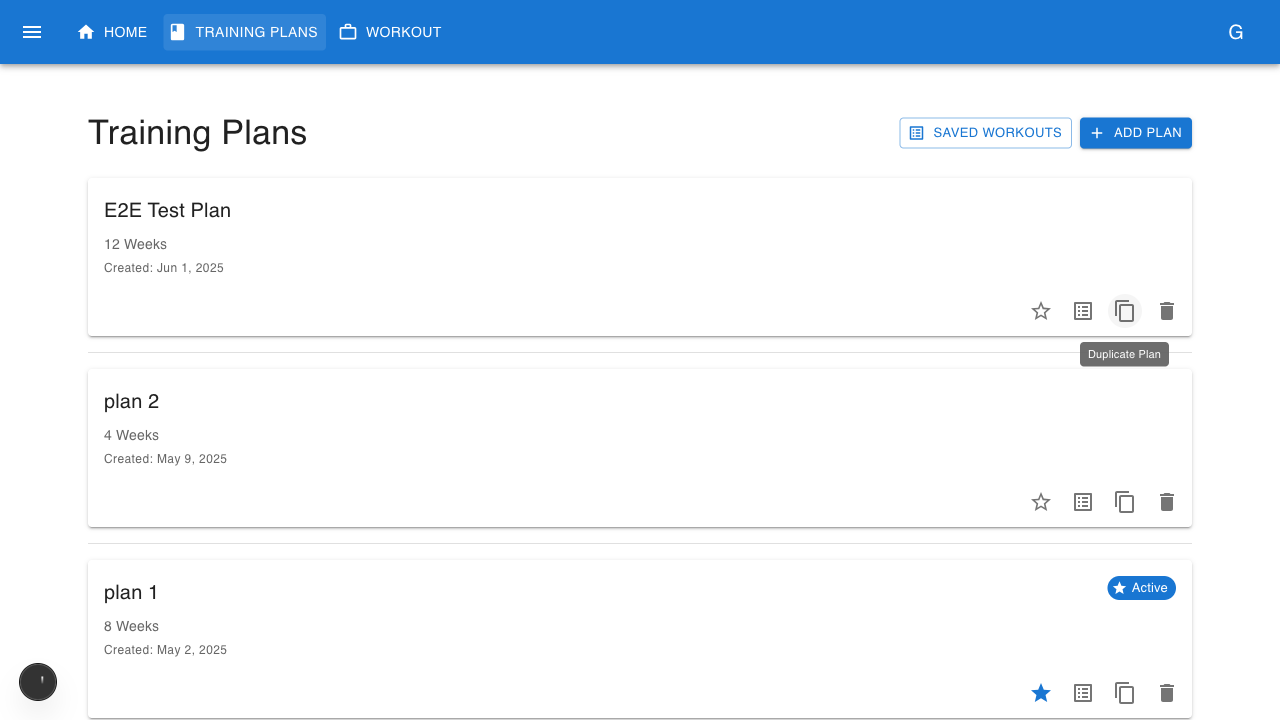 HOME
TRAINING PLANS
WORKOUT
G
Training Plans
SAVED WORKOUTS
ADD PLAN
E2E Test Plan
12 Weeks
Created: Jun 1, 2025
Duplicate Plan
plan 2
4 Weeks
Created: May 9, 2025
plan 1
Active
8 Weeks
Created: May 2, 2025